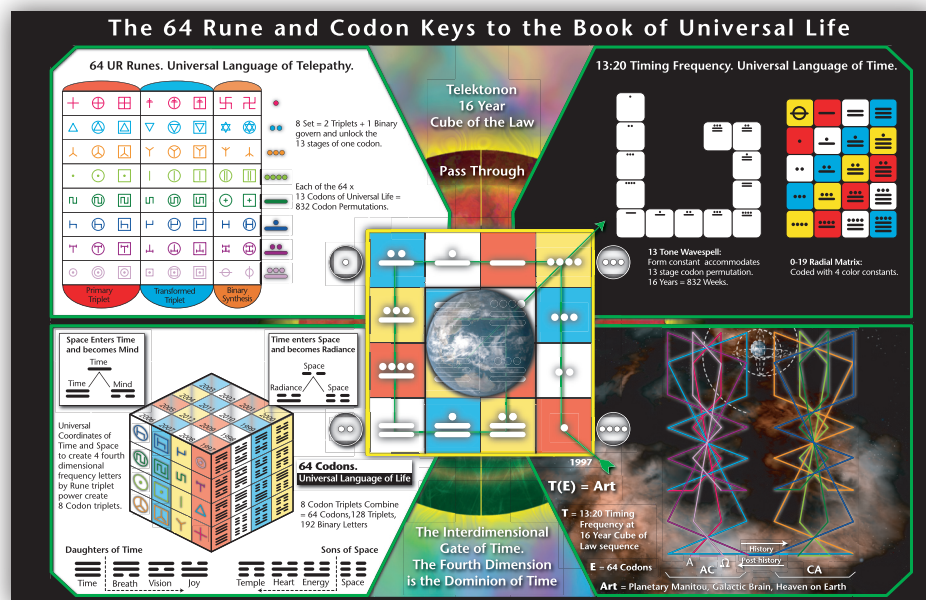 The 64 Rune and Codon Keys to the Book of Universal Life
64 UR Runes. Universal Language of Telepathy.
8 Set = 2 Triplets + 1 Binary
govern and unlock the
13 stages of one codon.
Each of the 64 x
13 Codons of Universal Life =
832 Codon Permutations.
Primary
Triplet
Transformed
Triplet
Binary
Synthesis
Telektonon
16 Year
Cube of the Law
Pass Through
13:20 Timing Frequency. Universal Language of Time.
13 Tone Wavespell:
Form constant accommodates
13 stage codon permutation.
16 Years = 832 Weeks.
0-19 Radial Matrix:
Coded with 4 color constants.
Space Enters Time
and becomes Mind
Time
Time
Mind
Time enters Space
and becomes Radiance
Space
Radiance
Space
Universal
Coordinates of
Time and Space
to create 4 fourth
dimensional
frequency letters
by Rune triplet
power create
8 Codon triplets.
64 Codons.
Universal Language of Life
8 Codon Triplets Combine
= 64 Codons,128 Triplets,
192 Binary Letters
Daughters of Time
Time
Breath
Vision
Joy
Sons of Space
Temple
Heart
Energy
Space
The Interdimensional
Gate of Time.
The Fourth Dimension
is the Dominion of Time
1997
T(E) = Art
T = 13:20 Timing
Frequency at
16 Year Cube of
Law sequence
E = 64 Codons
Art = Planetary Manitou, Galactic Brain, Heaven on Earth
A
Ω
AC
History
Post-history
CA